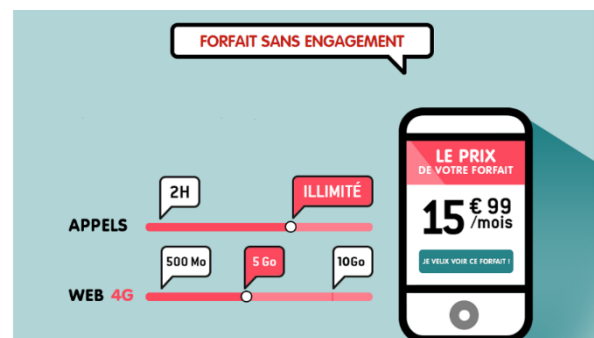 FORFAIT SANS ENGAGEMENT
2H
ILLIMITÉ
APPELS
500 Mo
5 Go
10Go
WEB 4G
LE PRIX
DE VOTRE FORFAIT
15 € 99
/mois
JE VEUX VOIR CE FORFAIT !